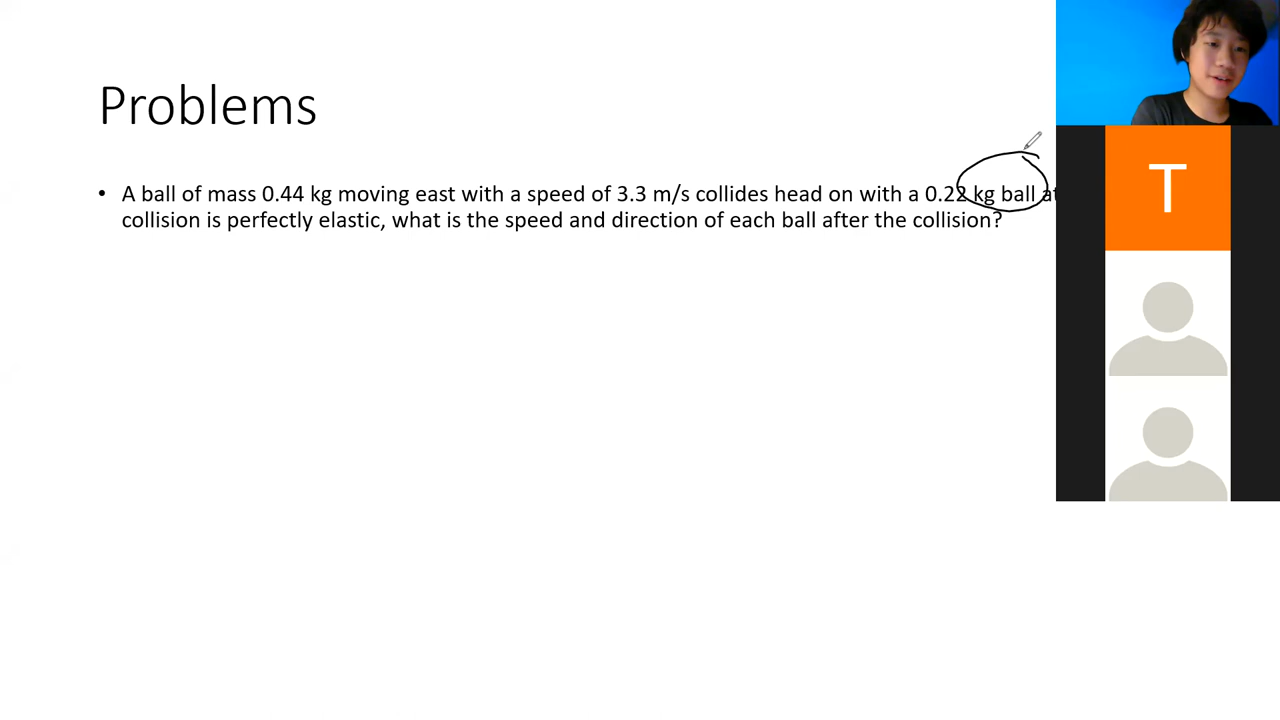 Problems
• A ball of mass 0.44 kg moving east with a speed of 3.3 m/s collides head on with a 0.22 kg ball
collision is perfectly elastic, what is the speed and direction of each ball after the collision?
T